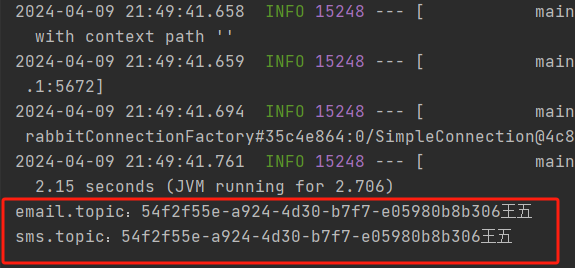 2024-04-09 21:49:41.658  INFO 15248 --- [           main
with context path ''
2024-04-09 21:49:41.659  INFO 15248 --- [           main
.1:5672]
2024-04-09 21:49:41.694  INFO 15248 --- [           main
rabbitConnectionFactory#35c4e864:0/SimpleConnection@4c8
2024-04-09 21:49:41.761  INFO 15248 --- [           main
2.15 seconds (JVM running for 2.706)
email.topic：54f2f55e-a924-4d30-b7f7-e05980b8b306王五
sms.topic：54f2f55e-a924-4d30-b7f7-e05980b8b306王五